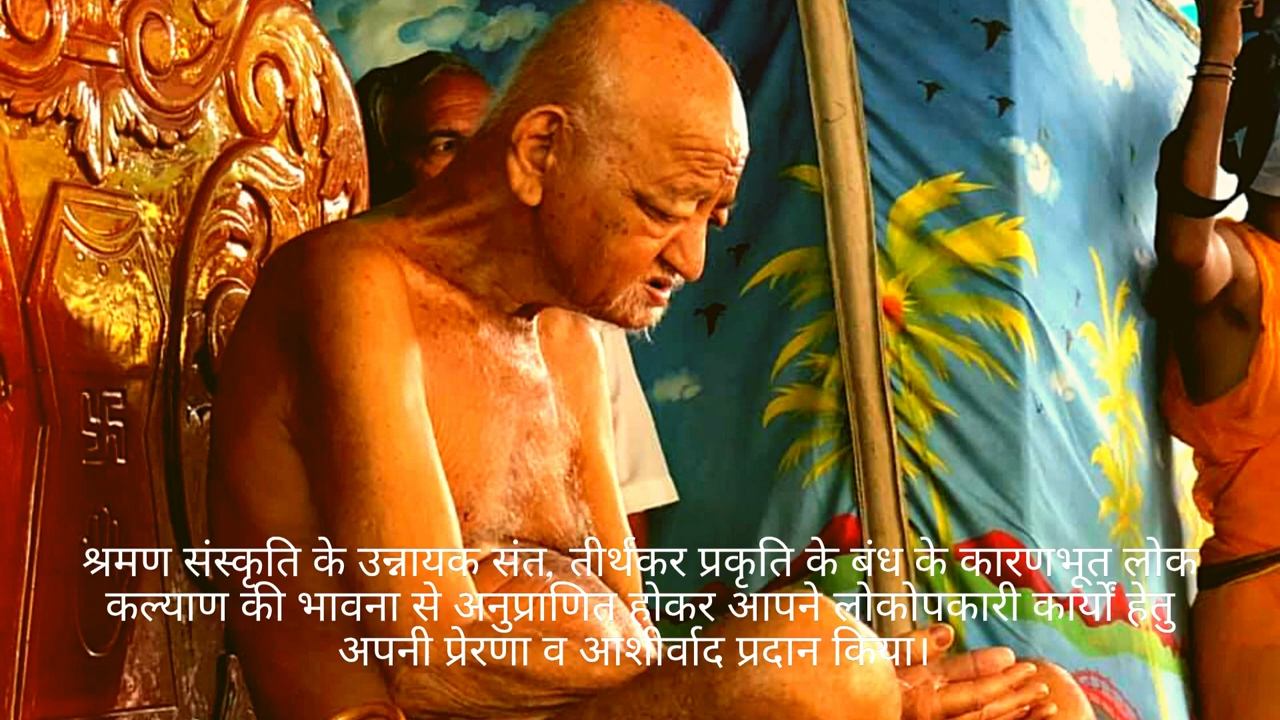 श्रमण संस्कृति के उन्नायक संत, तीर्थंकर प्रकृति के बंध के कारणभूत लोक
कल्याण की भावना से अनुप्राणित होकर आपने लोकोपकारी कार्यों हेतु
अपनी प्रेरणा व आशीर्वाद प्रदान किया।